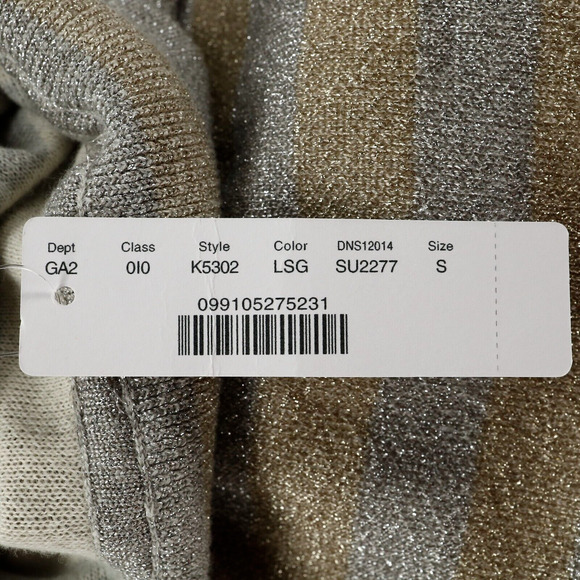 Dept Class Style Color DNS12014 Size
GA2 0I0 K5302 LSG SU2277 S
099105275231